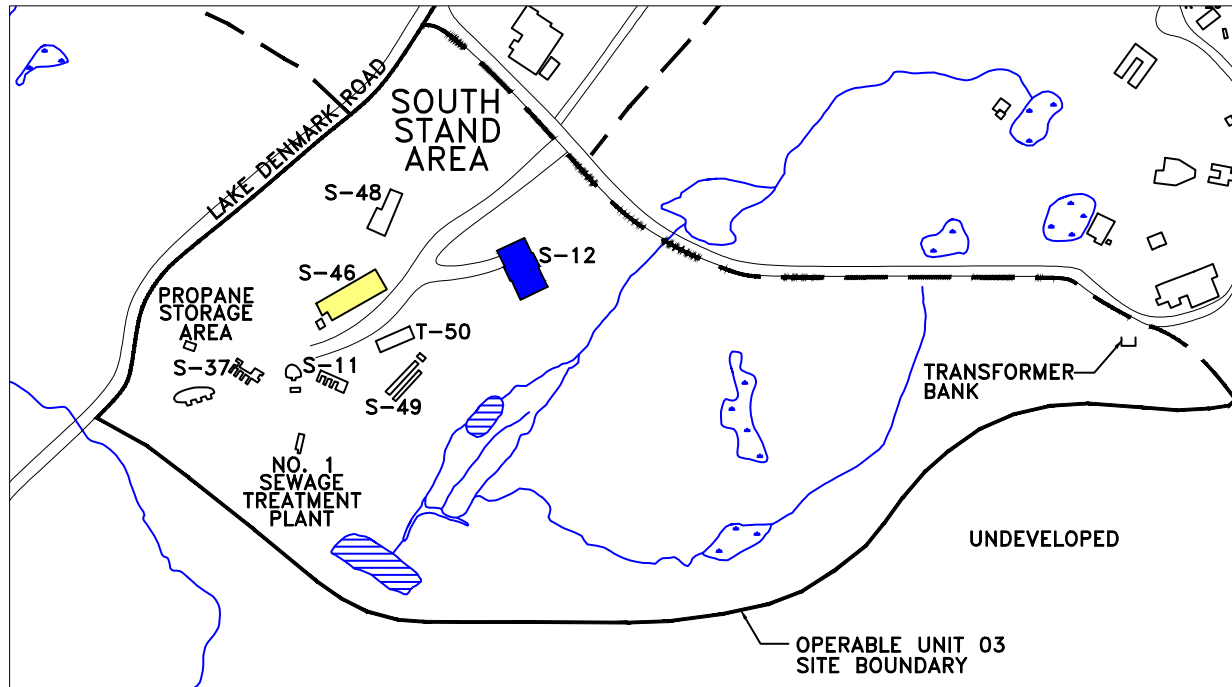 LAKE DENMARK ROAD
SOUTH
STAND
AREA
S-48
S-12
S-46
PROPANE
STORAGE
AREA
T-50
S-37
S-11
S-49
TRANSFORMER
BANK
NO. 1
SEWAGE
TREATMENT
PLANT
UNDEVELOPED
OPERABLE UNIT 03
SITE BOUNDARY